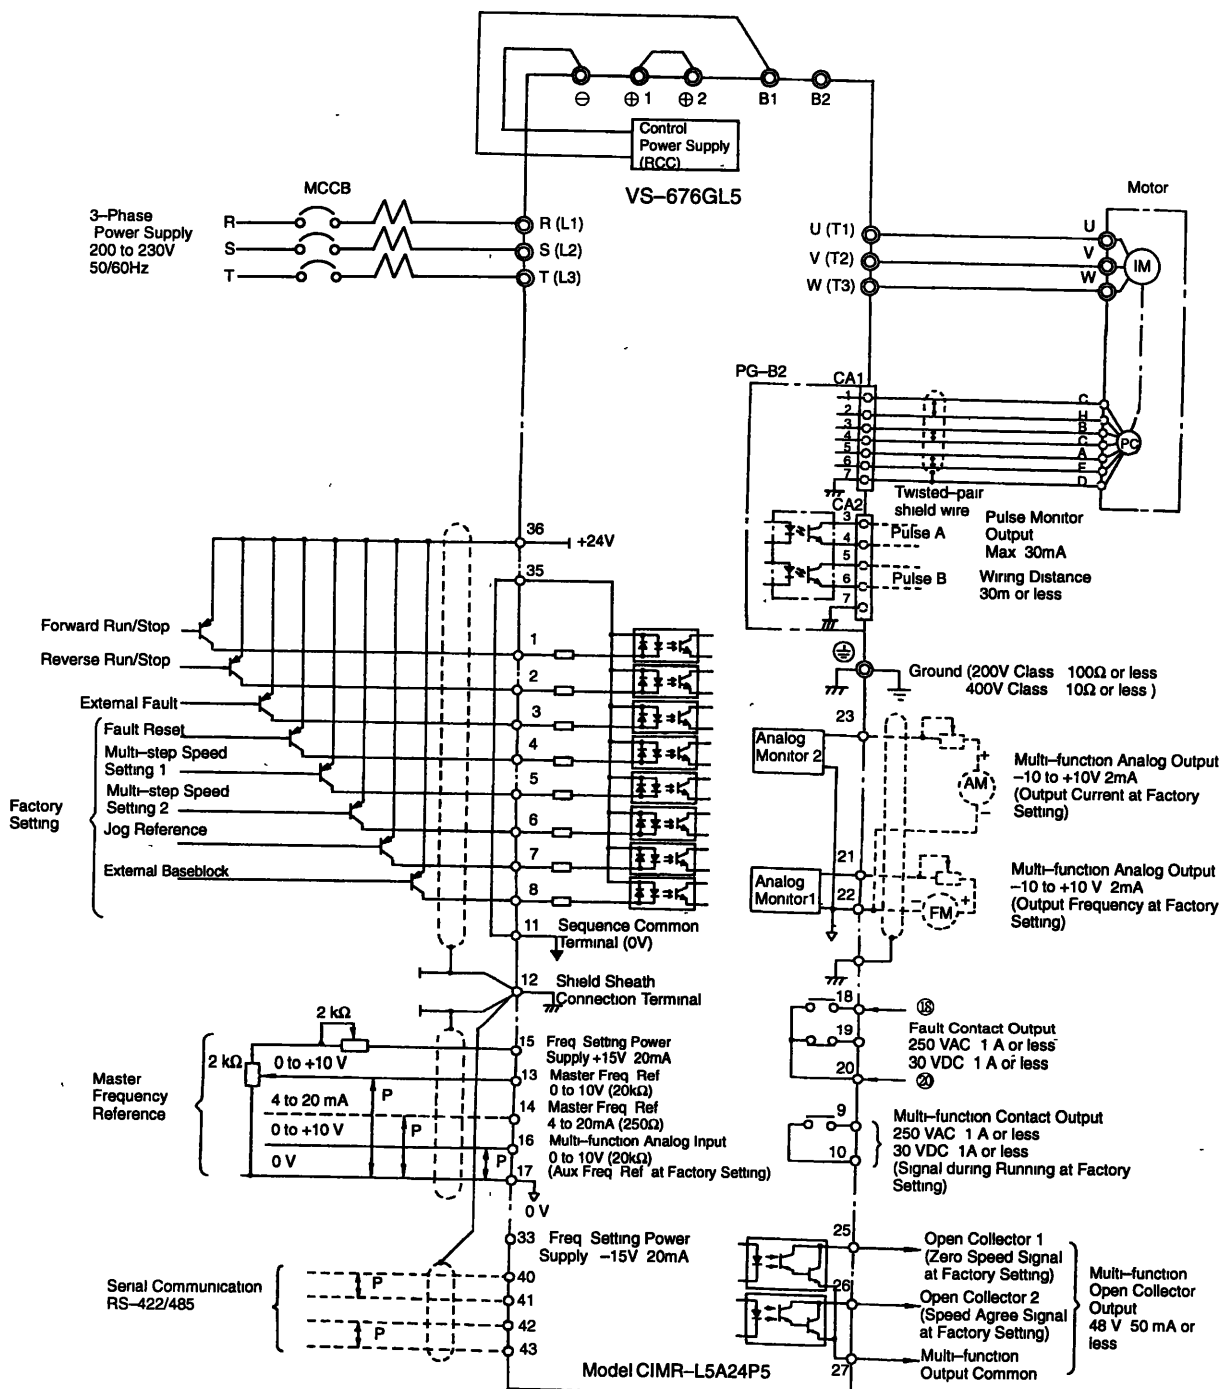 ⊖
⊕ 1
⊕ 2
B1
B2
Control
Power Supply
(RCC)
VS–676GL5
MCCB
Motor
3–Phase
Power Supply
200 to 230V
50/60Hz
R
S
T
R (L1)
S (L2)
T (L3)
U (T1)
V (T2)
W (T3)
U
V
W
IM
PG–B2
CA1
1
2
3
4
5
6
7
C
H
B
C
A
F
D
PC
Twisted–pair
shield wire
CA2
3
4
5
6
7
Pulse A
Pulse B
Pulse Monitor
Output
Max 30mA
Wiring Distance
30m or less
36
+24V
35
Forward Run/Stop
Reverse Run/Stop
External Fault
Fault Reset
Multi–step Speed
Setting 1
Multi–step Speed
Setting 2
Jog Reference
External Baseblock
Factory
Setting
1
2
3
4
5
6
7
8
11
Sequence Common
Terminal (0V)
12
Shield Sheath
Connection Terminal
Ground (200V Class 100Ω or less
400V Class 10Ω or less )
23
Analog
Monitor 2
AM
+
–
Multi–function Analog Output
–10 to +10V 2mA
(Output Current at Factory
Setting)
21
22
Analog
Monitor1
FM
–
+
Multi–function Analog Output
–10 to +10 V 2mA
(Output Frequency at Factory
Setting)
18
⑱
19
20
⑳
Fault Contact Output
250 VAC 1 A or less
30 VDC 1 A or less
9
10
Multi–function Contact Output
250 VAC 1 A or less
30 VDC 1A or less
(Signal during Running at Factory
Setting)
Master
Frequency
Reference
2 kΩ
2 kΩ
0 to +10 V
4 to 20 mA
0 to +10 V
0 V
P
P
P
15
Freq Setting Power
Supply +15V 20mA
13
Master Freq Ref
0 to 10V (20kΩ)
14
Master Freq Ref
4 to 20mA (250Ω)
16
Multi–function Analog Input
0 to 10V (20kΩ)
(Aux Freq Ref at Factory Setting)
17
0 V
33
Freq Setting Power
Supply –15V 20mA
Serial Communication
RS–422/485
P
P
40
41
42
43
25
26
27
Open Collector 1
(Zero Speed Signal
at Factory Setting)
Open Collector 2
(Speed Agree Signal
at Factory Setting)
Multi–function
Output Common
Multi–function
Open Collector
Output
48 V 50 mA or
less
Model CIMR–L5A24P5